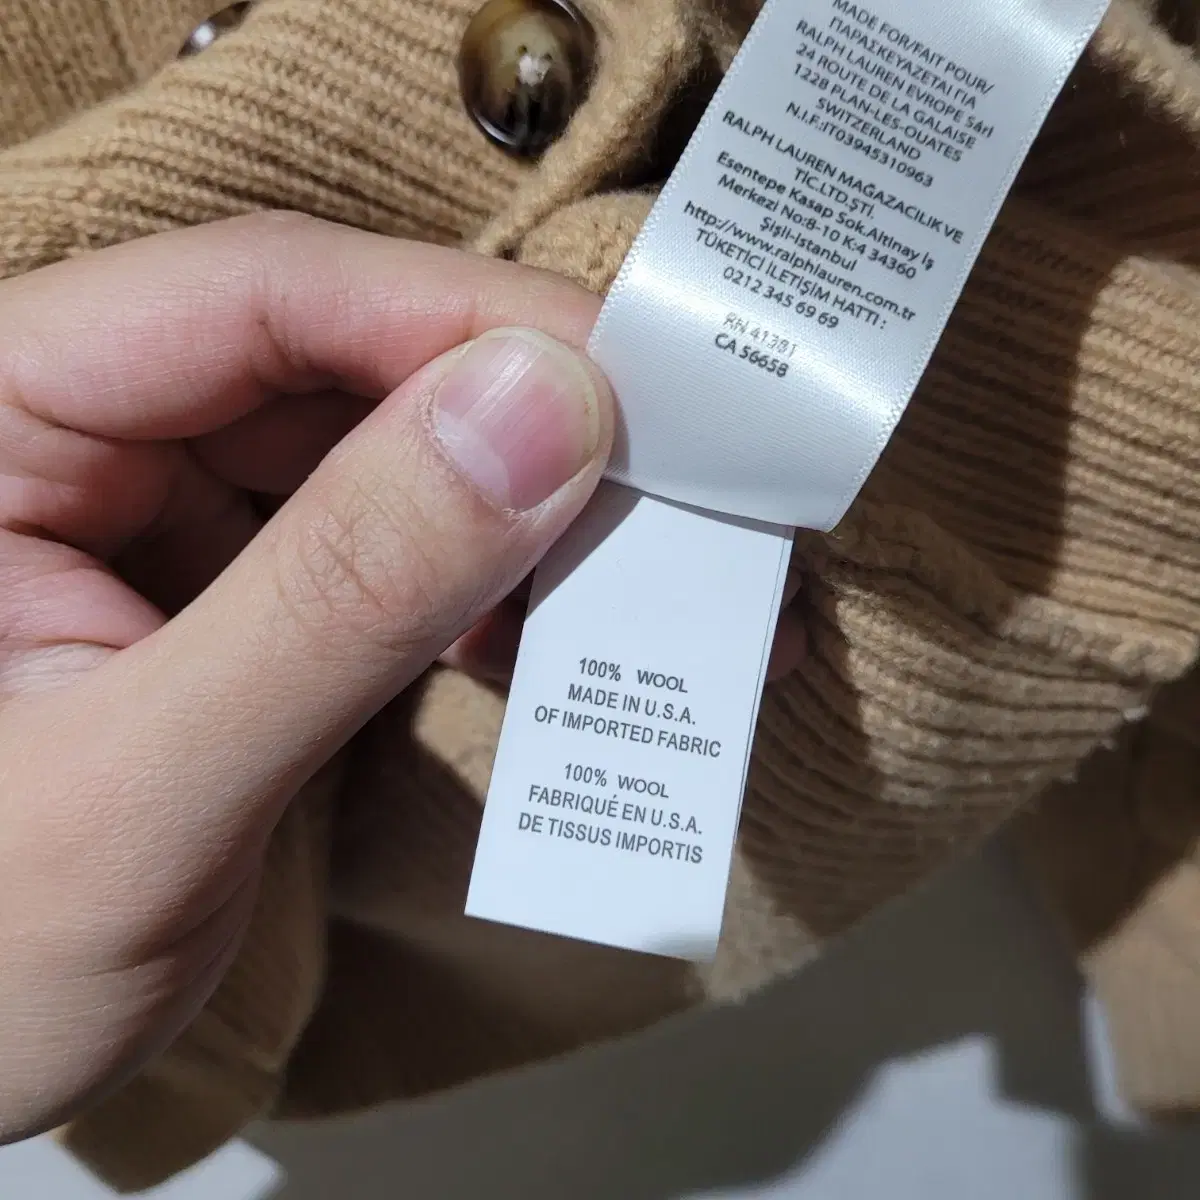 MADE FOR/FAIT POUR/
ΠΑΡΑΣΚΕΥΑΖΕΤΑΙ ΓΙΑ
RALPH LAUREN EVROPE Sárl
24 ROUTE DE LA GALAISE
1228 PLAN-LES-OUATES
SWITZERLAND
N.I.F.:IT03945310963
RALPH LAUREN MAGAZACILIK VE
TİC.LTD.ŞTİ.
Esentepe Kasap Sok.Altlnay İş
Merkezi No:8-10 K:4 34360
Şişli-istanbul
http://www.ralphlauren.com.tr
TÜKETİCİ İLETİŞİM HATTI :
0212 345 69 69
RN 41381
CA 56658
100% WOOL
MADE IN U.S.A.
OF IMPORTED FABRIC
100% WOOL
FABRIQUÉ EN U.S.A.
DE TISSUS IMPORTIS